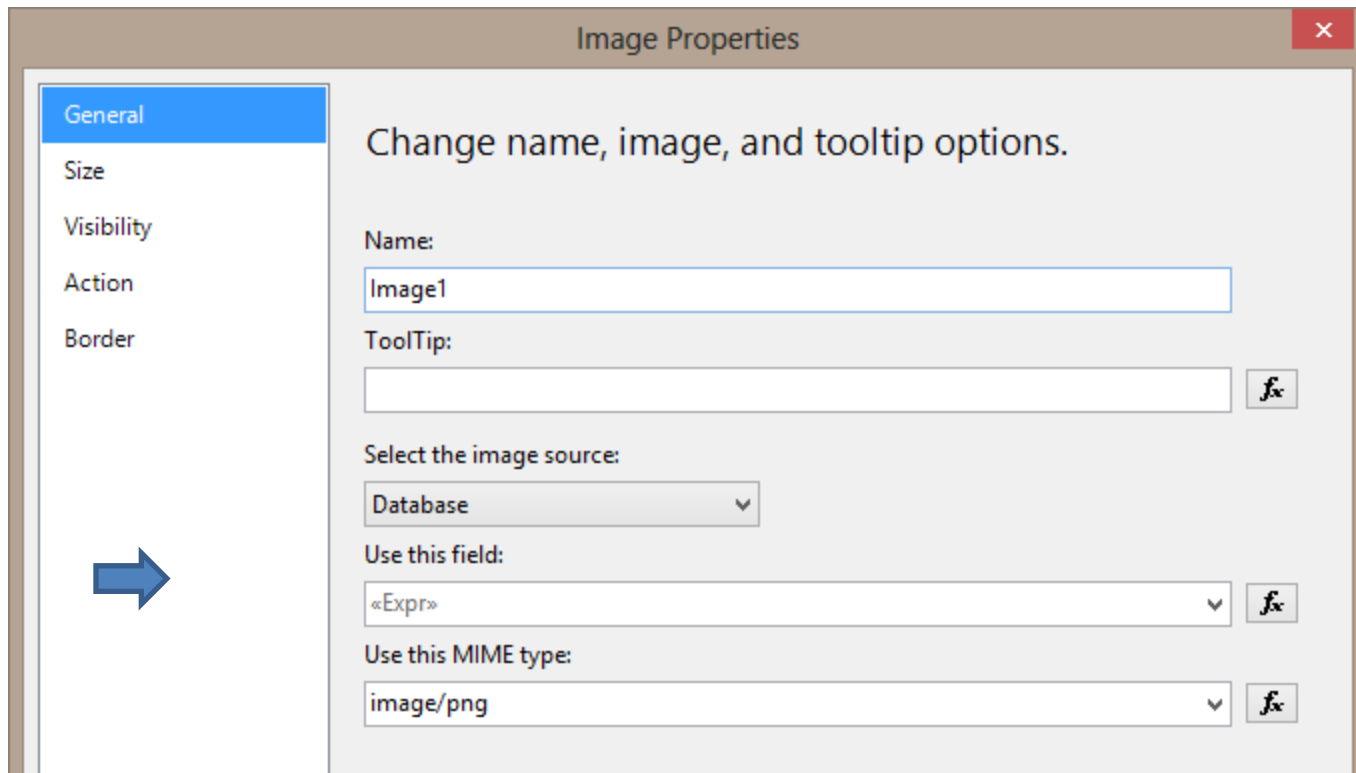 Image Properties
General
Size
Visibility
Action
Border
Change name, image, and tooltip options.
Name:
Image1
ToolTip:
fx
Select the image source:
Database
Use this field:
«Expr»
fx
Use this MIME type:
image/png
fx